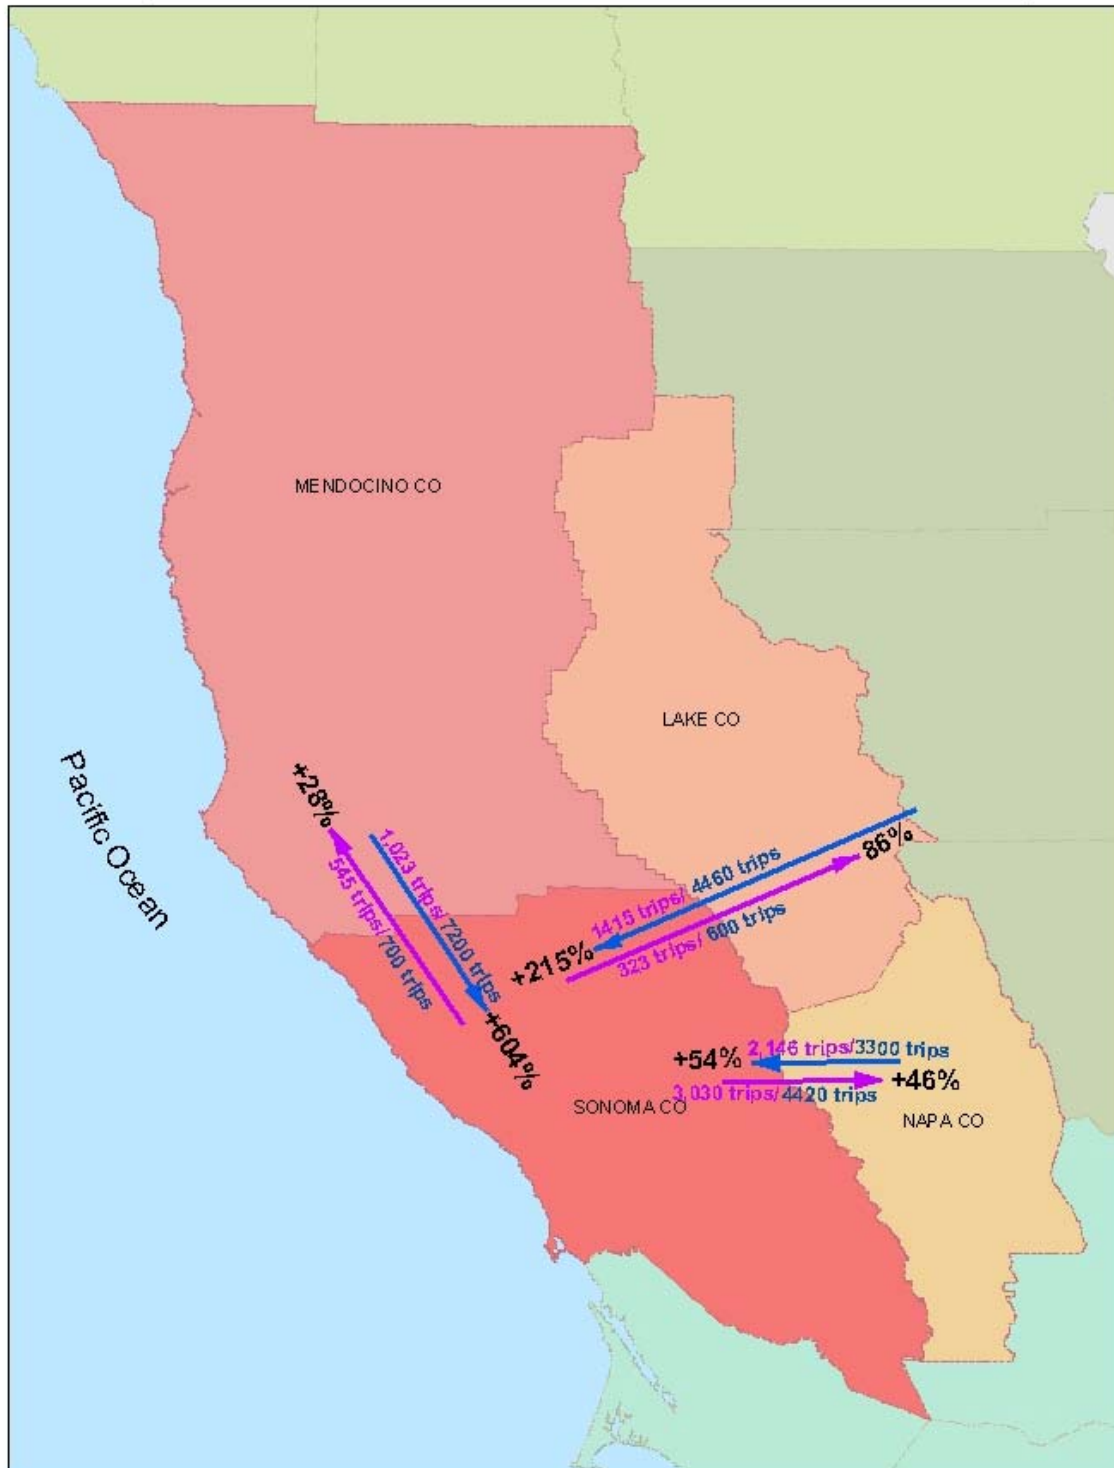 MENDOCINO CO
LAKE CO
Pacific Ocean
+28%
1,023 trips/7200 trips
545 trips/700 trips
+604%
86%
1415 trips/ 4460 trips
323 trips/ 600 trips
+215%
+54%
2,146 trips/3300 trips
+46%
3,030 trips/4420 trips
SONOMA CO
NAPA CO